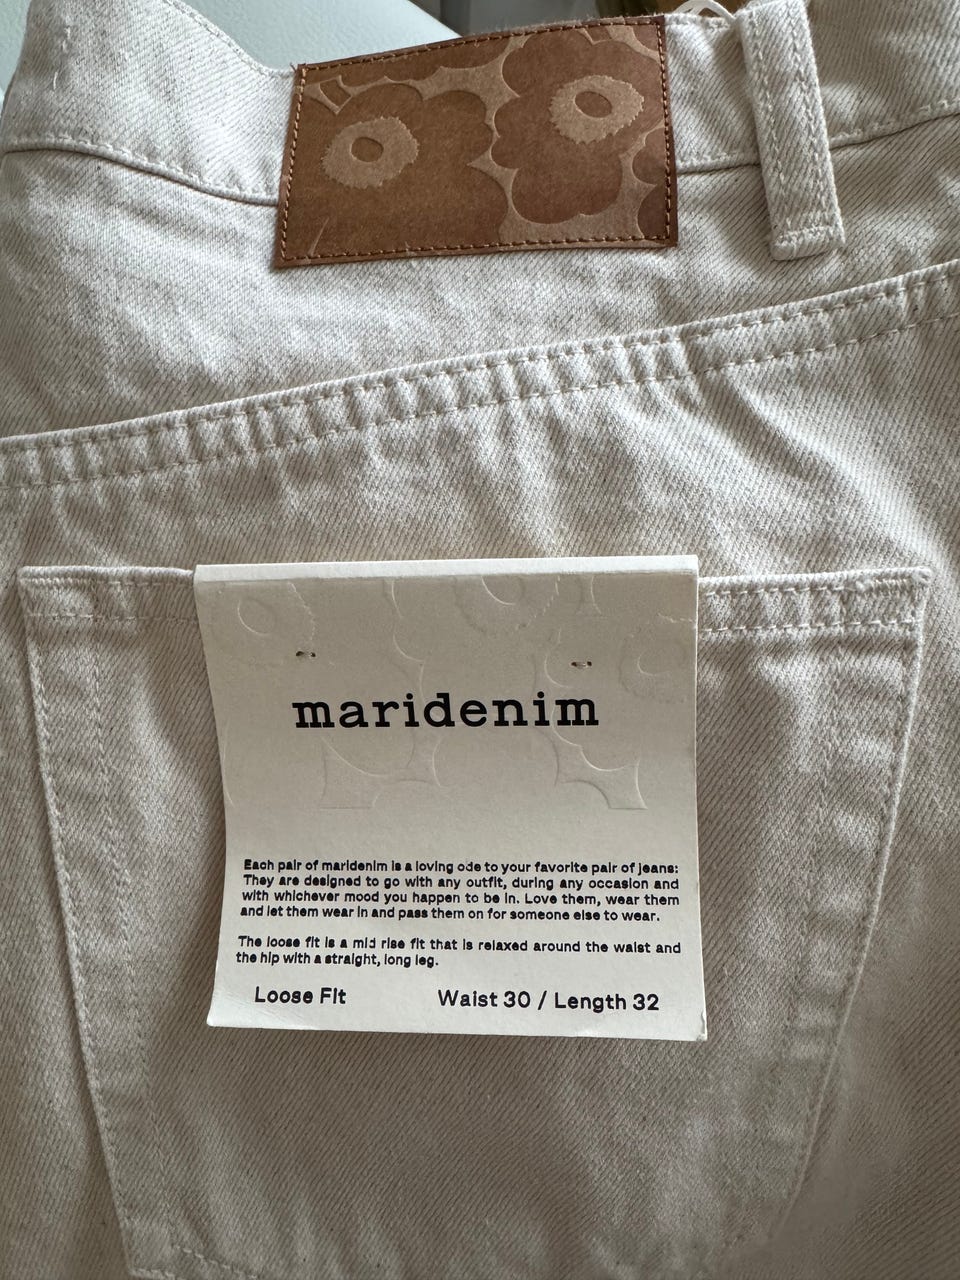 maridenim
Each pair of maridenim is a loving ode to your favorite pair of jeans:
They are designed to go with any outfit, during any occasion and
with whichever mood you happen to be in. Love them, wear them
and let them wear in and pass them on for someone else to wear.
The loose fit is a mid rise fit that is relaxed around the waist and
the hip with a straight, long leg.
Loose Fit Waist 30 / Length 32